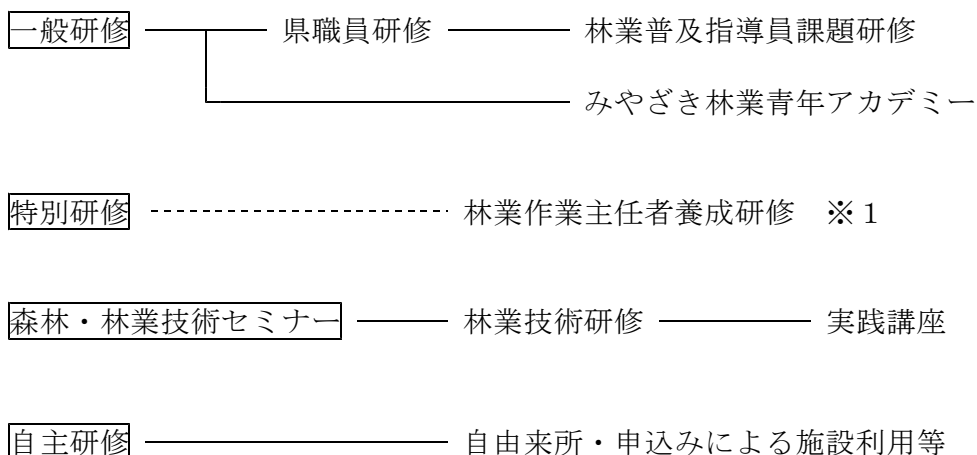 一般研修 県職員研修 林業普及指導員課題研修
みやざき林業青年アカデミー
特別研修 林業作業主任者養成研修 ※1
森林・林業技術セミナー 林業技術研修 実践講座
自主研修 自由来所・申込みによる施設利用等